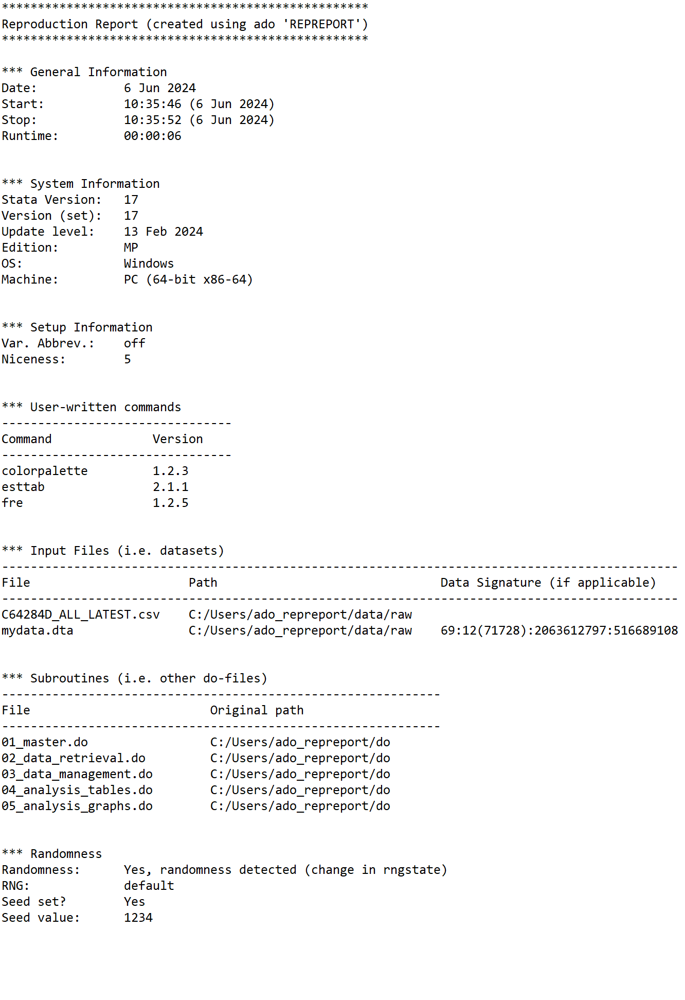 ***************************************************
Reproduction Report (created using ado 'REPREPORT')
***************************************************
*** General Information
Date:            6 Jun 2024
Start:           10:35:46 (6 Jun 2024)
Stop:            10:35:52 (6 Jun 2024)
Runtime:         00:00:06
*** System Information
Stata Version:   17
Version (set):   17
Update level:    13 Feb 2024
Edition:         MP
OS:              Windows
Machine:         PC (64-bit x86-64)
*** Setup Information
Var. Abbrev.:    off
Niceness:        5
*** User-written commands
--------------------------------
Command              Version
--------------------------------
colorpalette         1.2.3
esttab               2.1.1
fre                  1.2.5
*** Input Files (i.e. datasets)
----------------------------------------------------------------------------------------------
File                      Path                               Data Signature (if applicable)
----------------------------------------------------------------------------------------------
C64284D_ALL_LATEST.csv    C:/Users/ado_repreport/data/raw
mydata.dta                C:/Users/ado_repreport/data/raw    69:12(71728):2063612797:516689108
*** Subroutines (i.e. other do-files)
-------------------------------------------------------------
File                         Original path
-------------------------------------------------------------
01_master.do                 C:/Users/ado_repreport/do
02_data_retrieval.do         C:/Users/ado_repreport/do
03_data_management.do        C:/Users/ado_repreport/do
04_analysis_tables.do        C:/Users/ado_repreport/do
05_analysis_graphs.do        C:/Users/ado_repreport/do
*** Randomness
Randomness:      Yes, randomness detected (change in rngstate)
RNG:             default
Seed set?        Yes
Seed value:      1234